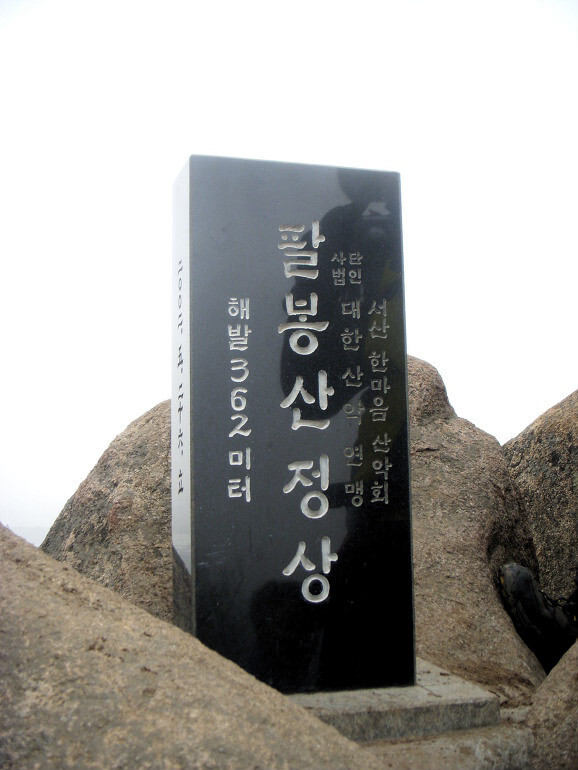 팔봉산정상
해발362미터
사단
법인
대한산악연맹
서산 한마음 산악회